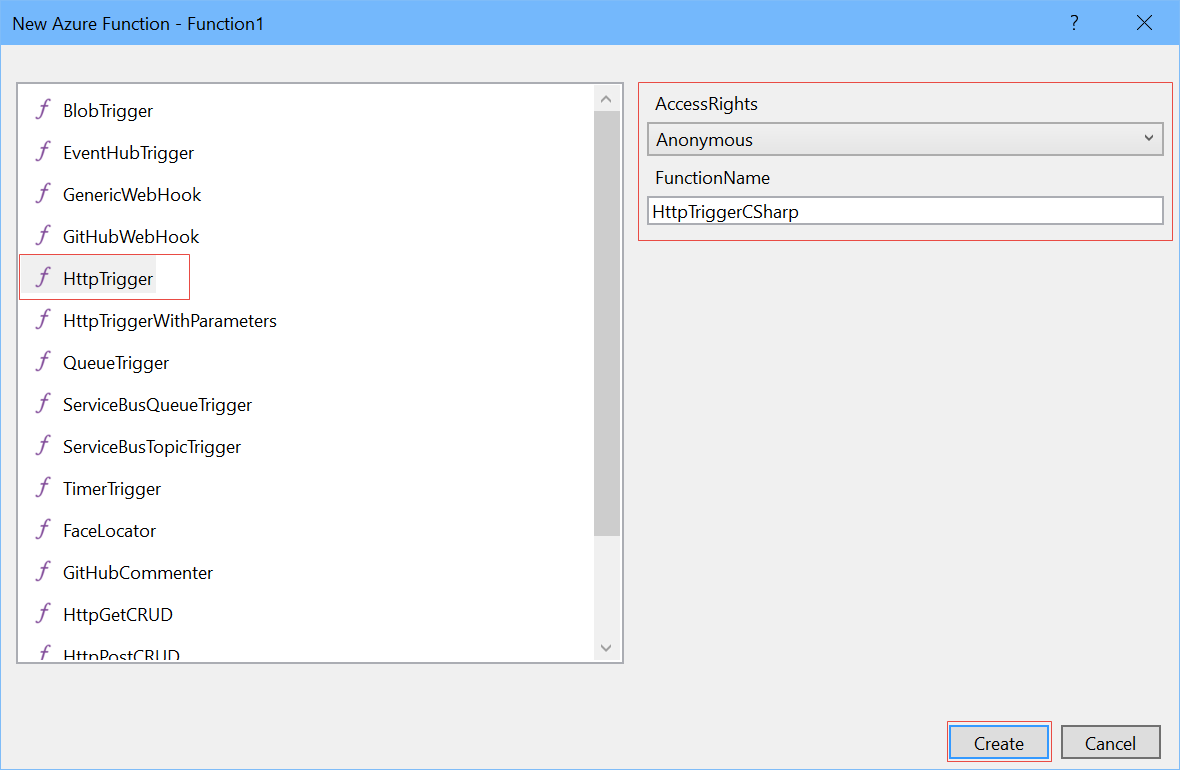 New Azure Function - Function1
?
BlobTrigger
EventHubTrigger
GenericWebHook
GitHubWebHook
HttpTrigger
HttpTriggerWithParameters
QueueTrigger
ServiceBusQueueTrigger
ServiceBusTopicTrigger
TimerTrigger
FaceLocator
GitHubCommenter
HttpGetCRUD
HttpPostCRUD
AccessRights
Anonymous
FunctionName
HttpTriggerCSharp
Create
Cancel